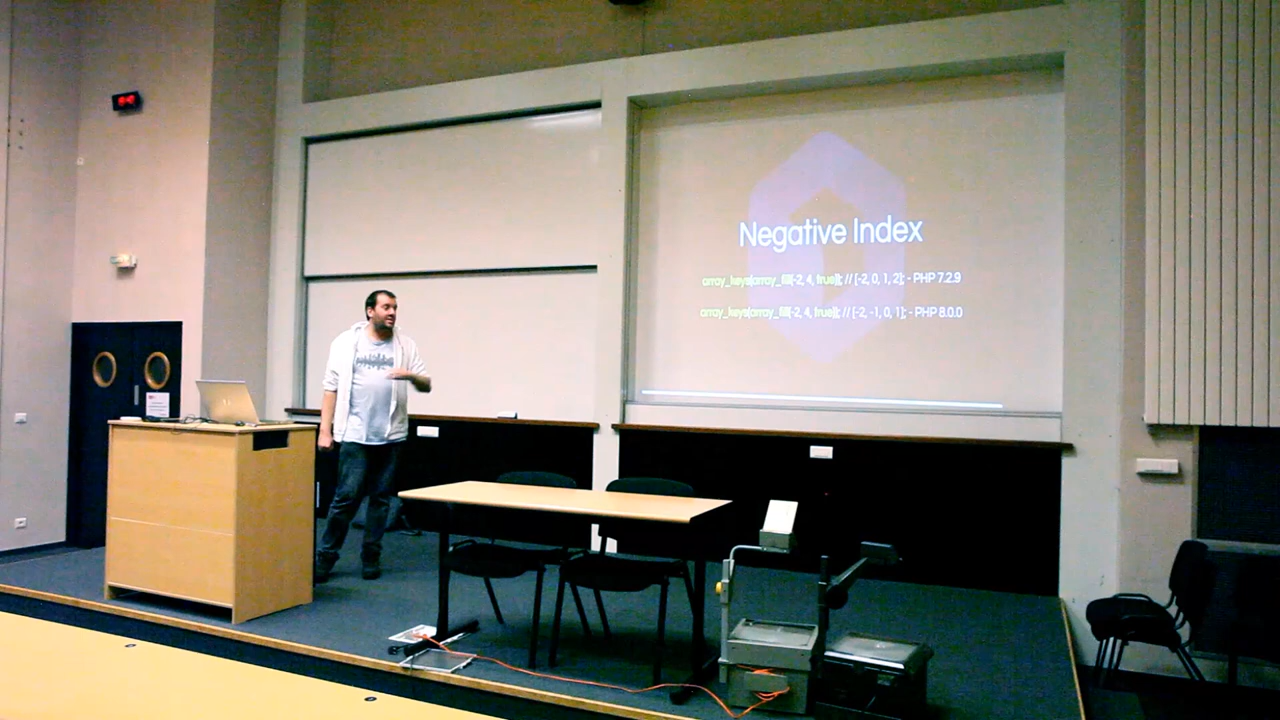 Negative Index
array_keys(array_fill(-2, 4, true)); // [-2, 0, 1, 2]; - PHP 7.2.9
array_keys(array_fill(-2, 4, true)); // [-2, -1, 0, 1]; - PHP 8.0.0